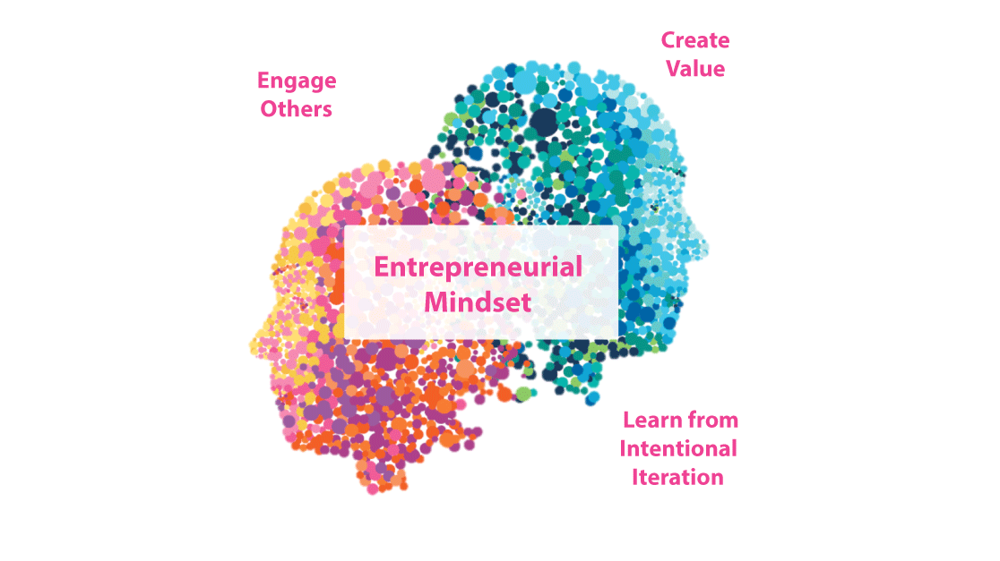 Create
Value
Engage
Others
Entrepreneurial
Mindset
Learn from
Intentional
Iteration